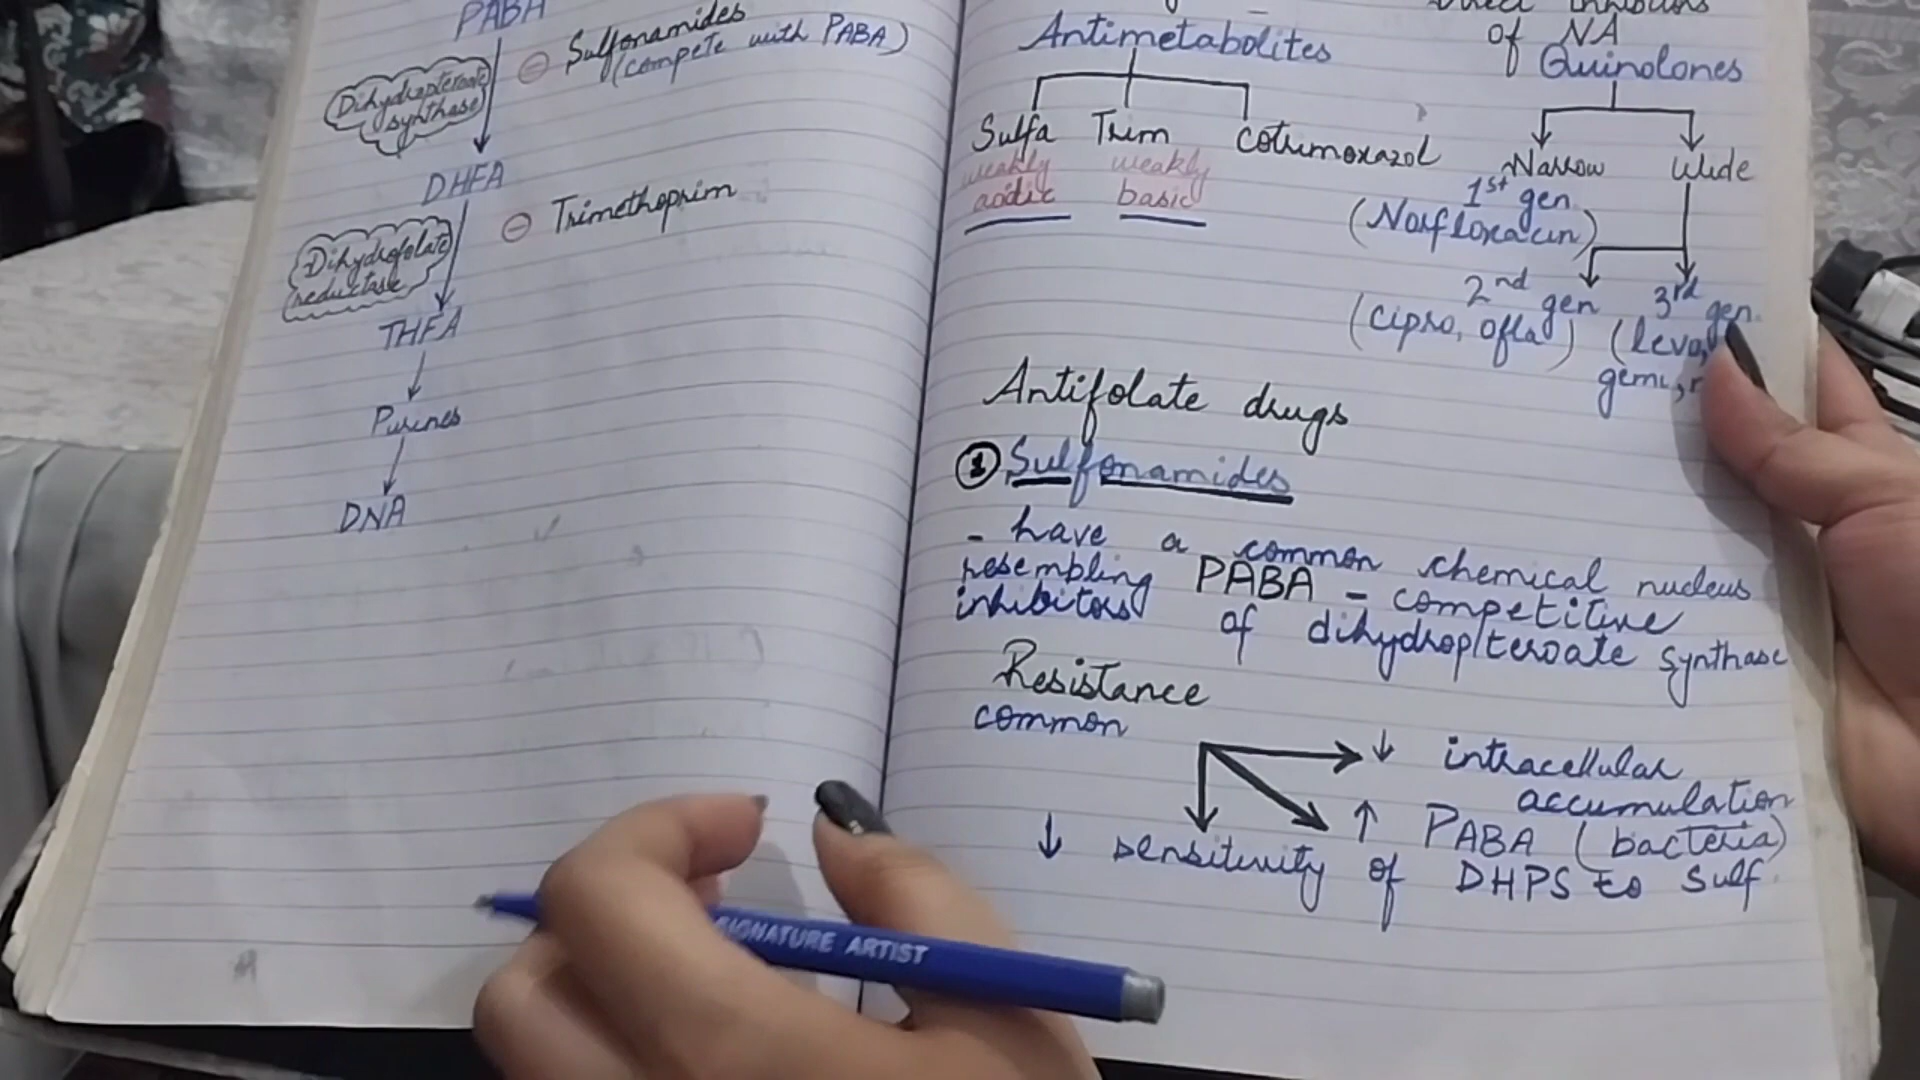 PABA
Sulfonamides
(compete with PABA)
Dihydropteroate
synthase
DHFA
Trimethoprim
Dihydrofolate
reductase
THFA
Purines
DNA
of NA
Antimetabolites
Quinolones
Sulfa Trim Cotrimoxazol
weakly weakly
acidic basic
Narrow Wide
1st gen
(Norfloxacin)
2nd gen 3rd gen.
(cipro, ofla) (levo,
gemi,
Antifolate drugs
① Sulfonamides
- have a common chemical nucleus
resembling PABA - competitive
inhibitors of dihydropteroate synthase
Resistance
common
↓ intracellular
accumulation
↑ PABA (bacteria)
↓ sensitivity of DHPS to Sulf.
SIGNATURE ARTIST